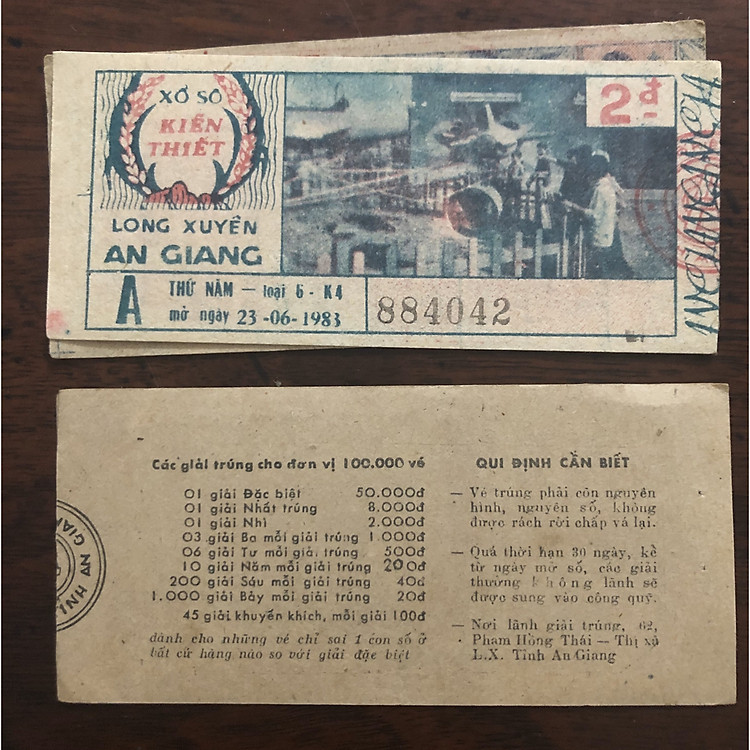 XỔ SỐ
KIẾN
THIẾT
LONG XUYÊN
AN GIANG
2đ
A
THỨ NĂM — loại 6 - K4
mở ngày 23-06-1983
884042
Các giải trúng cho đơn vị 100.000 vé
01 giải Đặc biệt 50.000đ
01 giải Nhất trúng 8.000đ
01 giải Nhì 2.000đ
03 giải Ba mỗi giải trúng 1.000đ
06 giải Tư mỗi giải trúng 500đ
10 giải Năm mỗi giải trúng 200đ
200 giải Sáu mỗi giải trúng 40đ
1.000 giải Bảy mỗi giải trúng 20đ
45 giải khuyến khích, mỗi giải 100đ
dành cho những vé chỉ sai 1 con số ở
bất cứ hàng nào so với giải đặc biệt
QUI ĐỊNH CẦN BIẾT
— Vé trúng phải còn nguyên
hình, nguyên số, không
được rách rời chấp vá lại.
— Quá thời hạn 30 ngày, kể
từ ngày mở số, các giải
thưởng không lãnh sẽ
được sung vào công quỹ.
— Nơi lãnh giải trúng, 62,
Phạm Hồng Thái — Thị xã
L.X. Tỉnh An Giang
ỈNH AN GIA